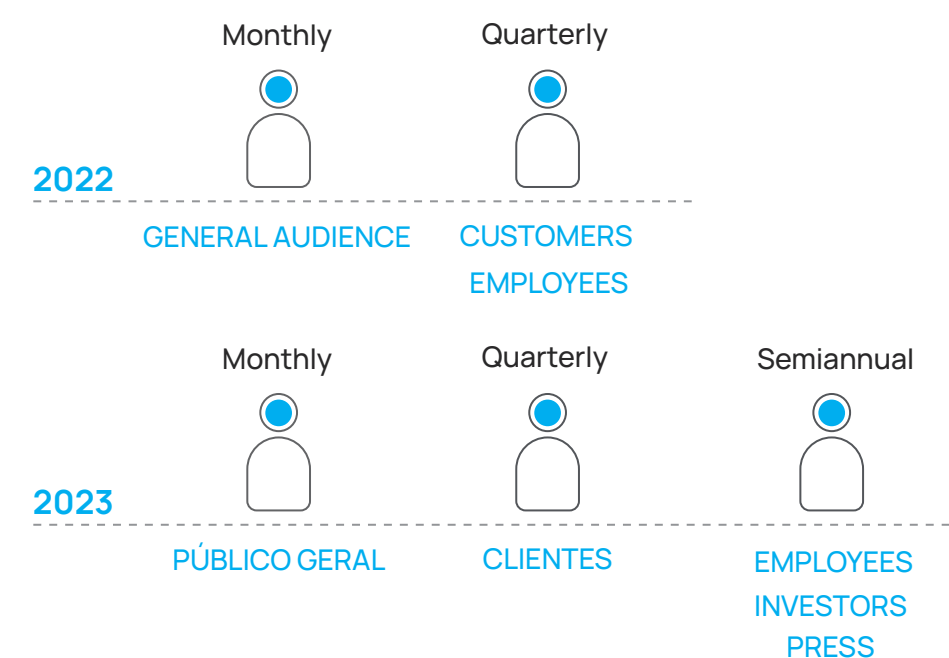 Monthly
Quarterly
2022
GENERAL AUDIENCE
CUSTOMERS
EMPLOYEES
Monthly
Quarterly
Semiannual
2023
PÚBLICO GERAL
CLIENTES
EMPLOYEES
INVESTORS
PRESS